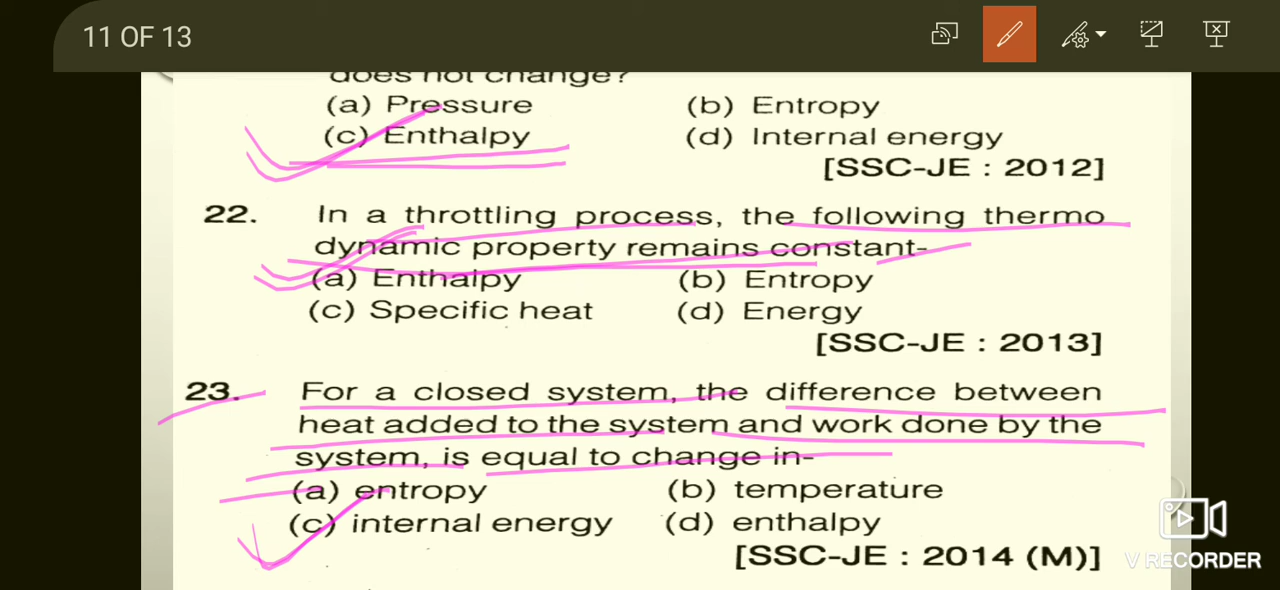 11 OF 13
does not change?
(a) Pressure (b) Entropy
(c) Enthalpy (d) Internal energy
[SSC-JE : 2012]
22. In a throttling process, the following thermo
dynamic property remains constant-
(a) Enthalpy (b) Entropy
(c) Specific heat (d) Energy
[SSC-JE : 2013]
23. For a closed system, the difference between
heat added to the system and work done by the
system, is equal to change in-
(a) entropy (b) temperature
(c) internal energy (d) enthalpy
[SSC-JE : 2014 (M)]
V RECORDER